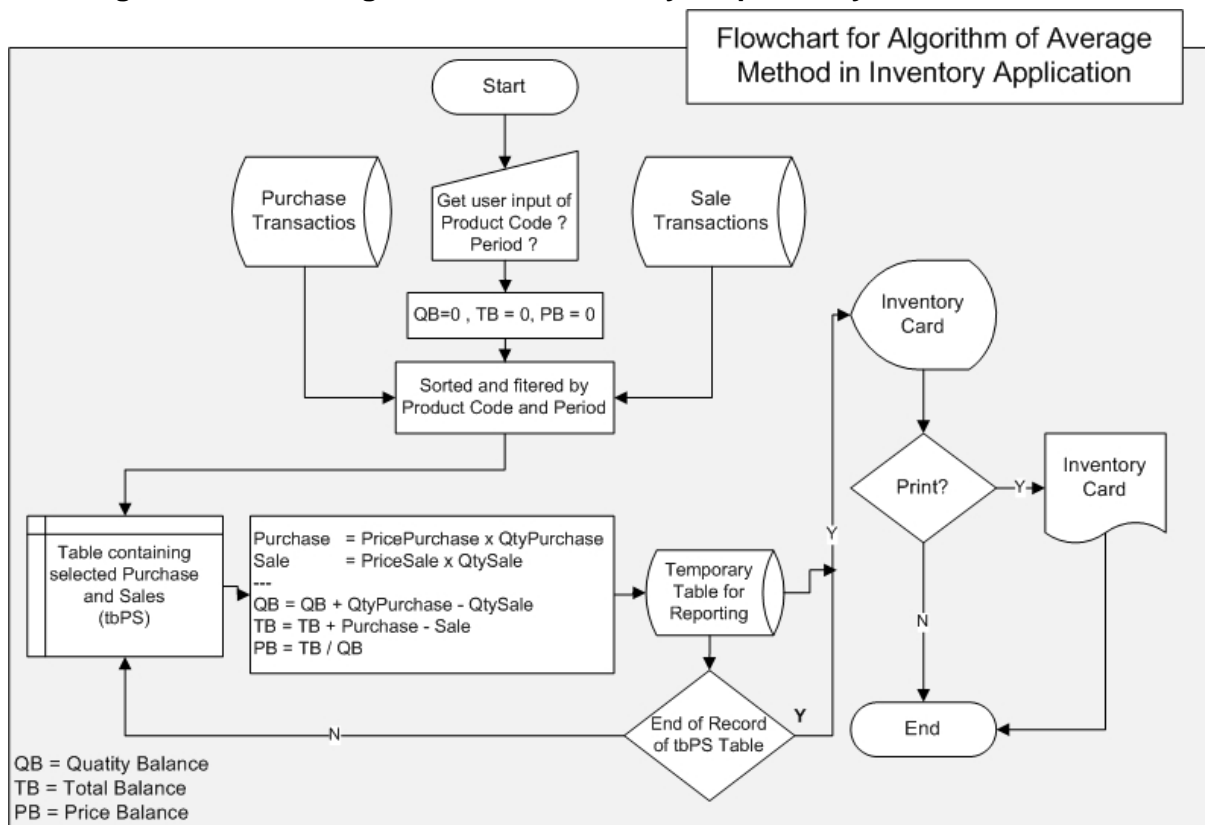 Flowchart for Algorithm of Average
Method in Inventory Application
Start
Purchase
Transactios
Get user input of
Product Code ?
Period ?
Sale
Transactions
QB=0 , TB = 0, PB = 0
Inventory
Card
Sorted and fitered by
Product Code and Period
Print?
Y
Inventory
Card
Table containing
selected Purchase
and Sales
(tbPS)
Purchase = PricePurchase x QtyPurchase
Sale = PriceSale x QtySale
---
QB = QB + QtyPurchase - QtySale
TB = TB + Purchase - Sale
PB = TB / QB
Temporary
Table for
Reporting
Y
N
End of Record
of tbPS Table
Y
N
End
QB = Quatity Balance
TB = Total Balance
PB = Price Balance